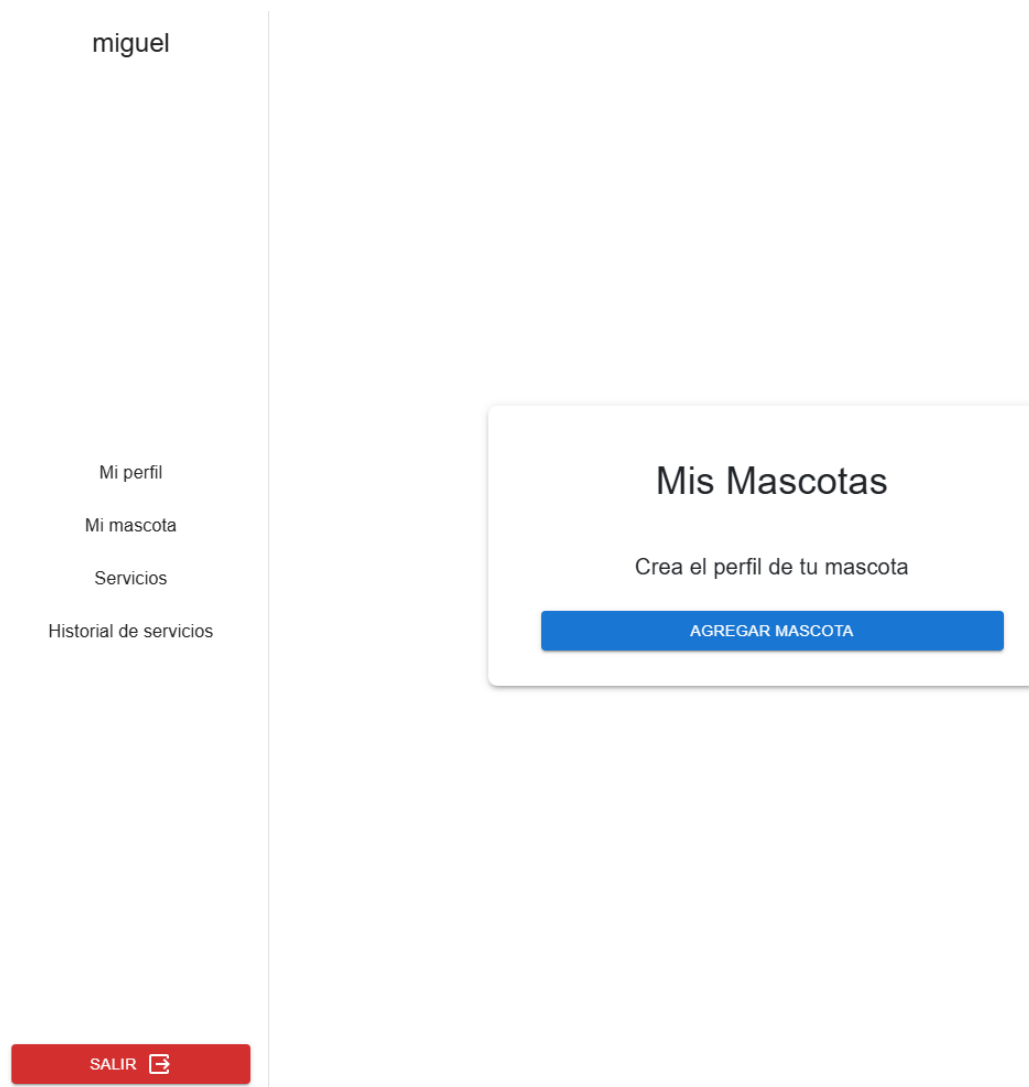 miguel
Mi perfil
Mi mascota
Servicios
Historial de servicios
SALIR
Mis Mascotas
Crea el perfil de tu mascota
AGREGAR MASCOTA